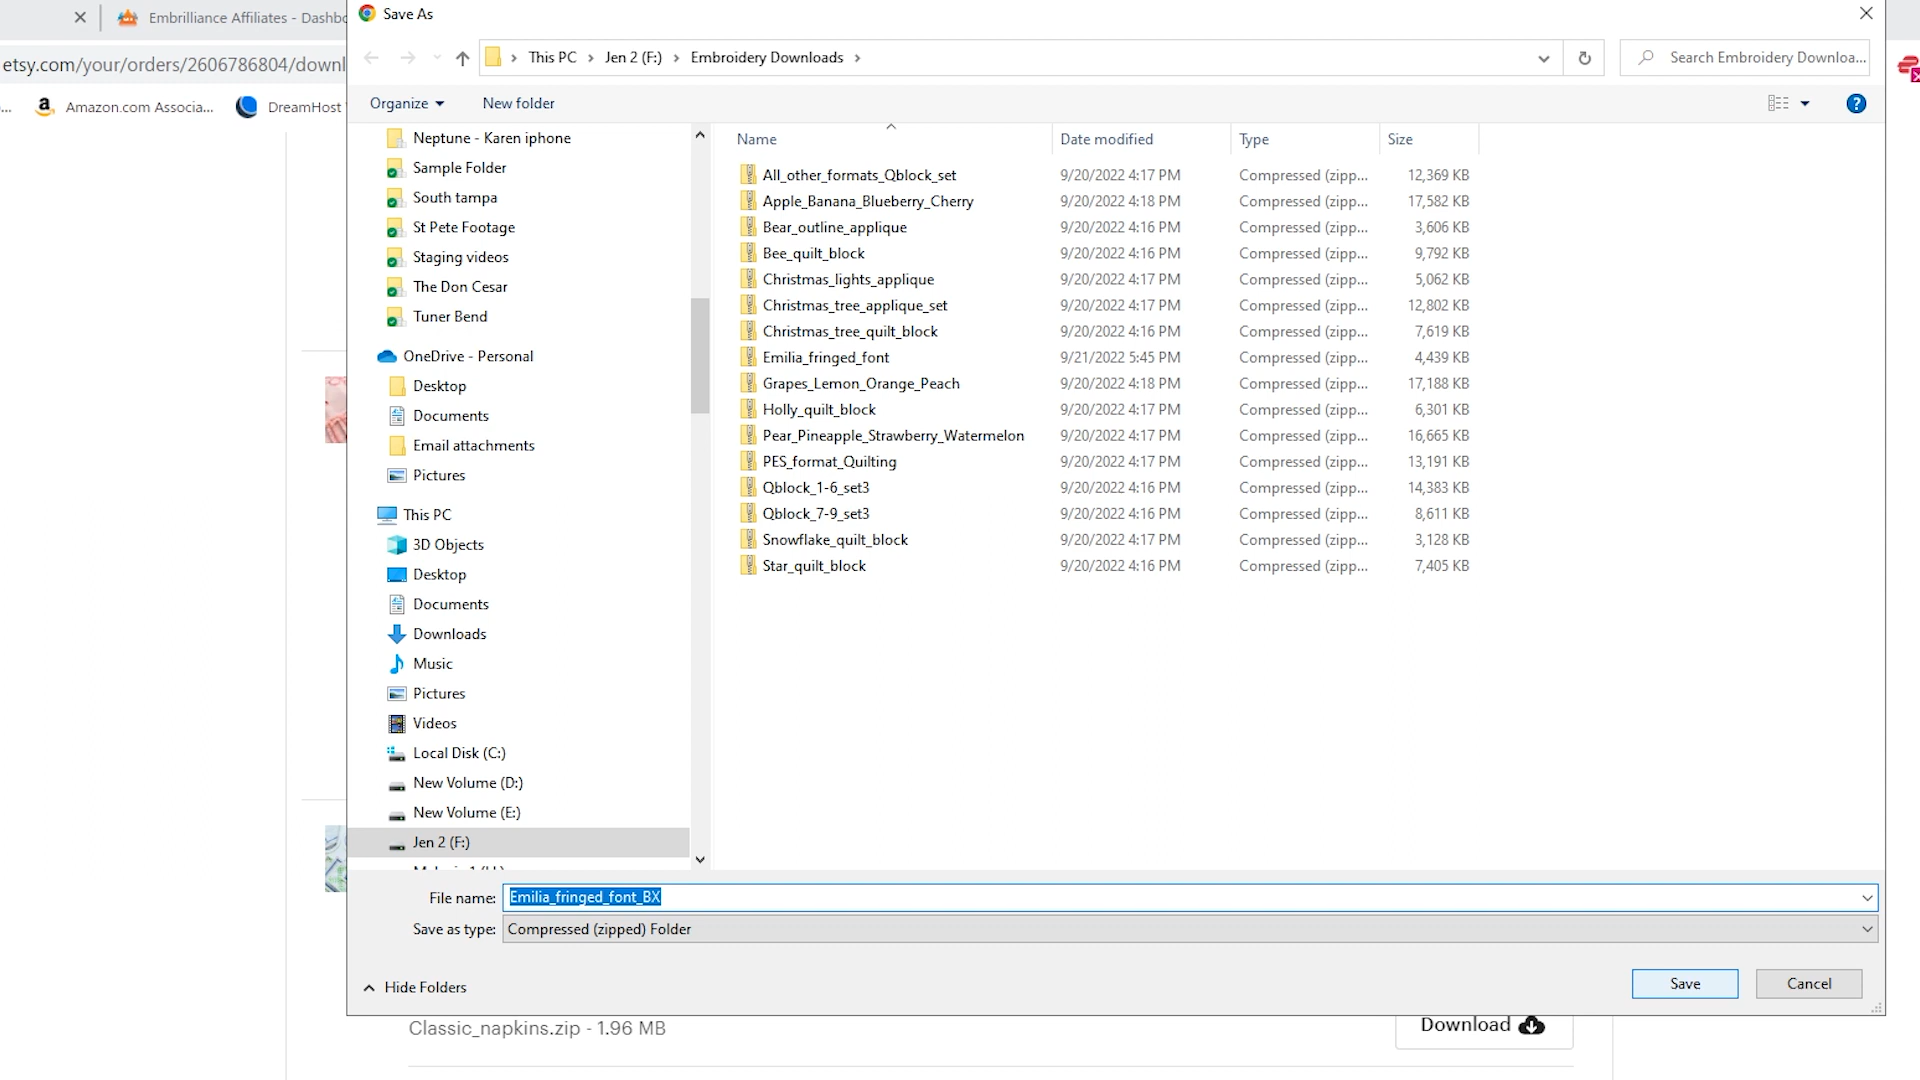 Save As
Embrilliance Affiliates - Dashbo
etsy.com/your/orders/2606786804/downl
This PC > Jen 2 (F:) > Embroidery Downloads >
Search Embroidery Downloa...
... Amazon.com Associa... DreamHost
Organize New folder
Name Date modified Type Size
Neptune - Karen iphone
Sample Folder
South tampa
St Pete Footage
Staging videos
The Don Cesar
Tuner Bend
OneDrive - Personal
Desktop
Documents
Email attachments
Pictures
This PC
3D Objects
Desktop
Documents
Downloads
Music
Pictures
Videos
Local Disk (C:)
New Volume (D:)
New Volume (E:)
Jen 2 (F:)
All_other_formats_Qblock_set 9/20/2022 4:17 PM Compressed (zipp... 12,369 KB
Apple_Banana_Blueberry_Cherry 9/20/2022 4:18 PM Compressed (zipp... 17,582 KB
Bear_outline_applique 9/20/2022 4:16 PM Compressed (zipp... 3,606 KB
Bee_quilt_block 9/20/2022 4:16 PM Compressed (zipp... 9,792 KB
Christmas_lights_applique 9/20/2022 4:17 PM Compressed (zipp... 5,062 KB
Christmas_tree_applique_set 9/20/2022 4:17 PM Compressed (zipp... 12,802 KB
Christmas_tree_quilt_block 9/20/2022 4:16 PM Compressed (zipp... 7,619 KB
Emilia_fringed_font 9/21/2022 5:45 PM Compressed (zipp... 4,439 KB
Grapes_Lemon_Orange_Peach 9/20/2022 4:18 PM Compressed (zipp... 17,188 KB
Holly_quilt_block 9/20/2022 4:17 PM Compressed (zipp... 6,301 KB
Pear_Pineapple_Strawberry_Watermelon 9/20/2022 4:17 PM Compressed (zipp... 16,665 KB
PES_format_Quilting 9/20/2022 4:17 PM Compressed (zipp... 13,191 KB
Qblock_1-6_set3 9/20/2022 4:16 PM Compressed (zipp... 14,383 KB
Qblock_7-9_set3 9/20/2022 4:16 PM Compressed (zipp... 8,611 KB
Snowflake_quilt_block 9/20/2022 4:17 PM Compressed (zipp... 3,128 KB
Star_quilt_block 9/20/2022 4:16 PM Compressed (zipp... 7,405 KB
File name: Emilia_fringed_font_BX
Save as type: Compressed (zipped) Folder
Hide Folders
Save Cancel
Classic_napkins.zip - 1.96 MB
Download